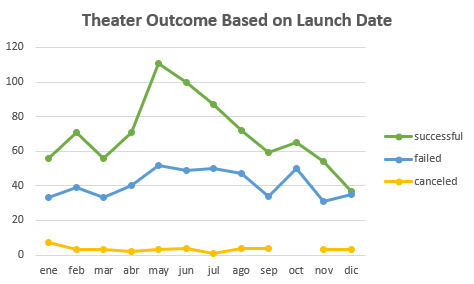 Theater Outcome Based on Launch Date
120
100
80
60
40
20
0
ene feb mar abr may jun jul ago sep oct nov dic
successful
failed
canceled